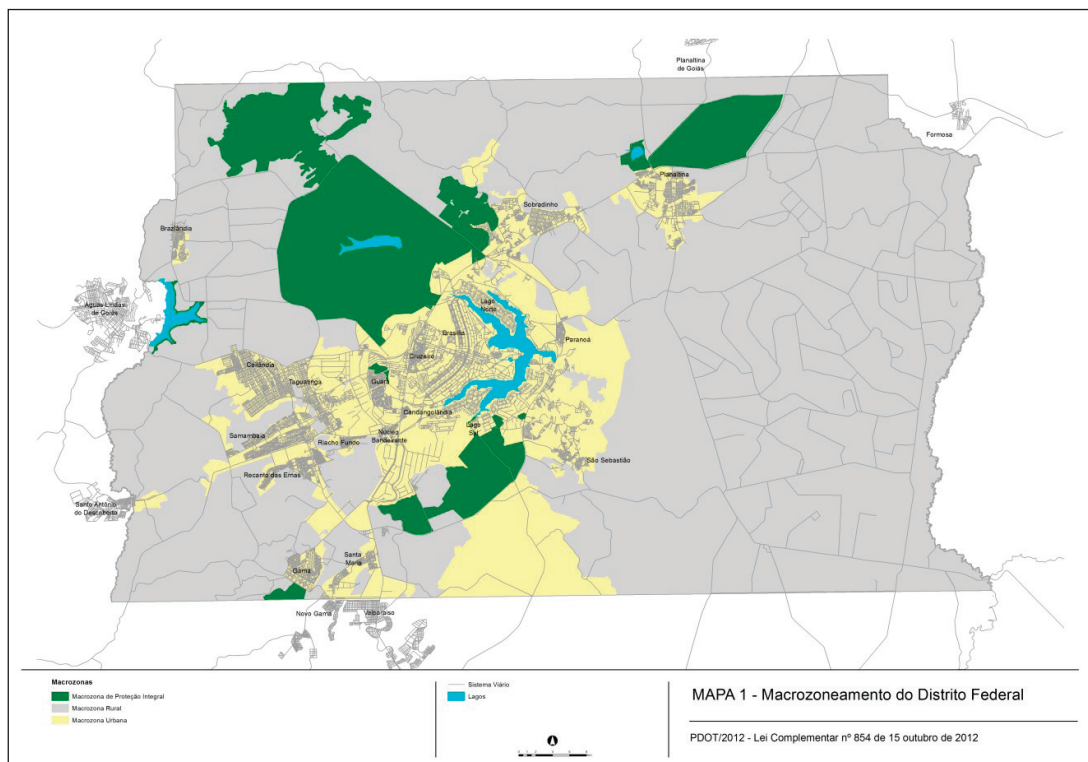 Planaltina
de Goiás
Formosa
Planaltina
Sobradinho
Brazlândia
Águas Lindas
de Goiás
Lago
Norte
Brasília
Paranoá
Cruzeiro
Ceilândia
Taguatinga
Guará
Candangolândia
Lago
Sul
Núcleo
Bandeirante
Samambaia
Riacho Fundo
São Sebastião
Recanto das Emas
Santo Antônio
do Descoberto
Santa
Maria
Gama
Novo Gama
Valparaíso
Macrozonas
Macrozona de Proteção Integral
Macrozona Rural
Macrozona Urbana
Sistema Viário
Lagos
MAPA 1 - Macrozoneamento do Distrito Federal
PDOT/2012 - Lei Complementar nº 854 de 15 outubro de 2012